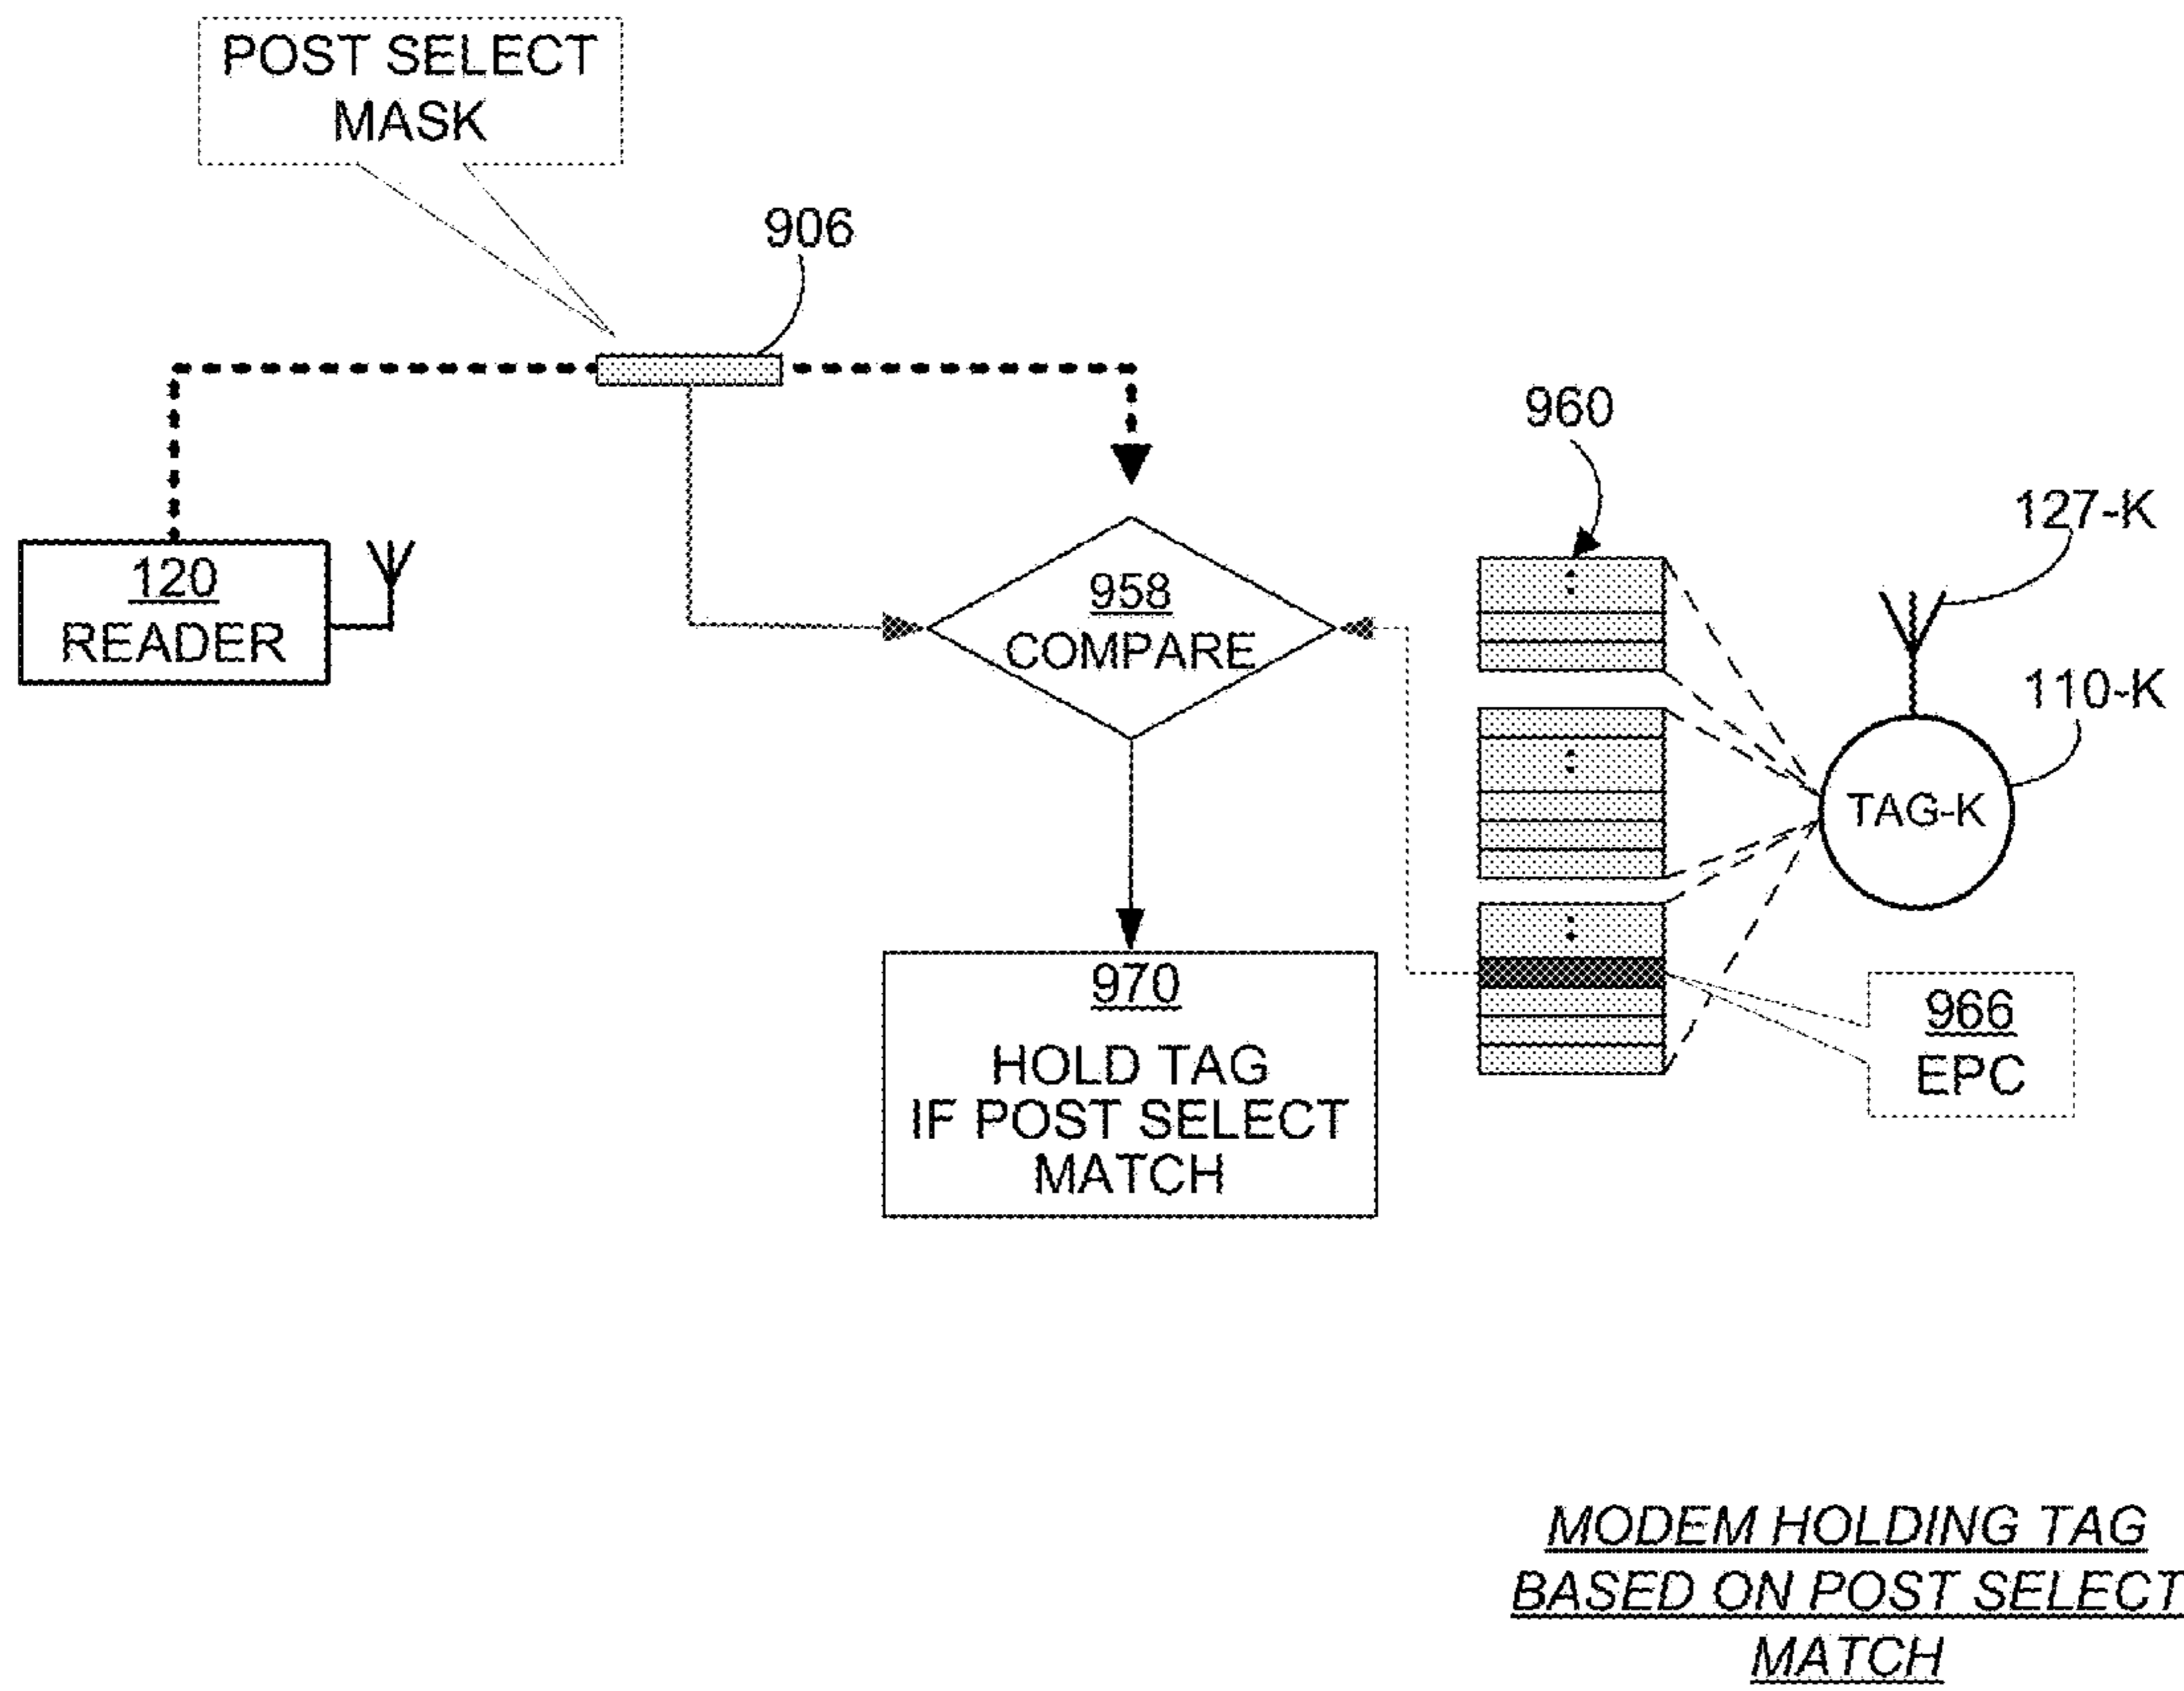 POST SELECT
MASK
906
960
127-K
120
READER
958
COMPARE
110-K
TAG-K
970
HOLD TAG
IF POST SELECT
MATCH
966
EPC
MODEM HOLDING TAG
BASED ON POST SELECT
MATCH